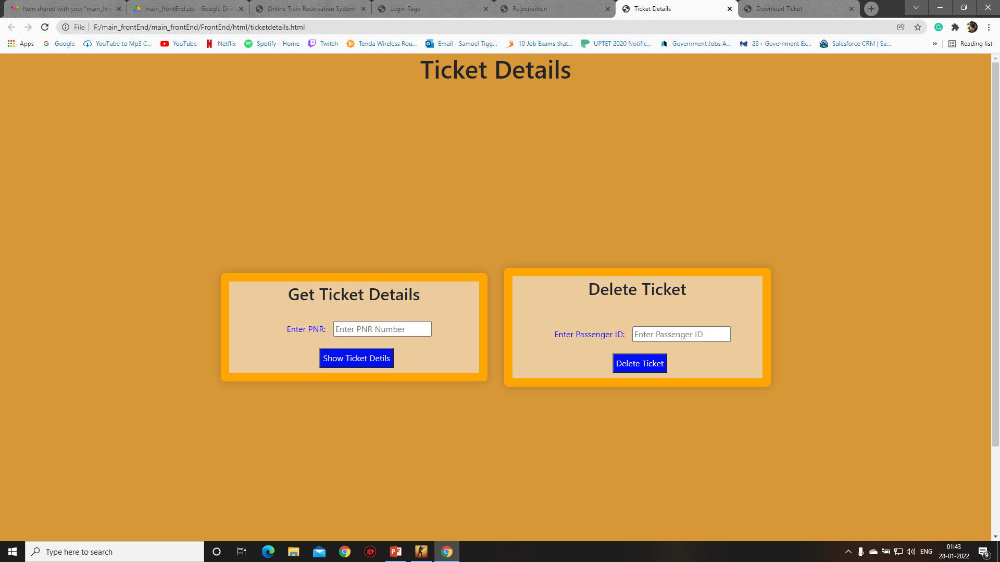 Item shared with you: "main_fro
main_frontEnd.zip - Google Driv
Online Train Reservation System
Login Page
Registraition
Ticket Details
Download Ticket
File
F:/main_frontEnd/main_frontEnd/FrontEnd/html/ticketdetails.html
Apps
Google
YouTube to Mp3 C...
YouTube
Netflix
Spotify – Home
Twitch
Tenda Wireless Rou...
Email - Samuel Tigg...
10 Job Exams that...
UPTET 2020 Notific...
Government Jobs A...
23+ Government Ex...
Salesforce CRM | Sa...
»
Reading list
Ticket Details
Get Ticket Details
Enter PNR: Enter PNR Number
Show Ticket Detils
Delete Ticket
Enter Passenger ID: Enter Passenger ID
Delete Ticket
Type here to search
ENG
01:43
28-01-2022
9